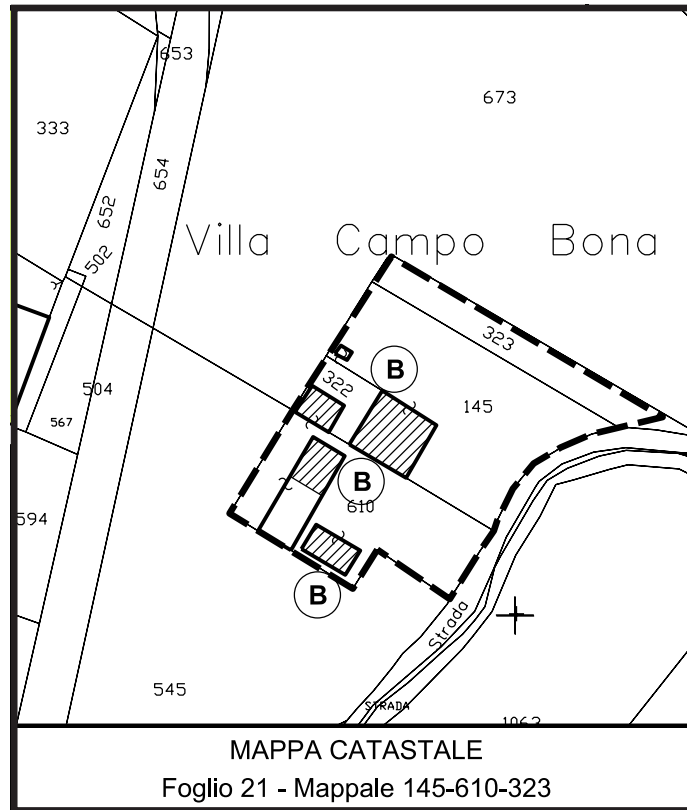 653
673
333
654
652
Villa Campo Bona
502
323
B
322
145
504
567
B
610
594
B
Strada
545
STRADA
1062
MAPPA CATASTALE
Foglio 21 - Mappale 145-610-323